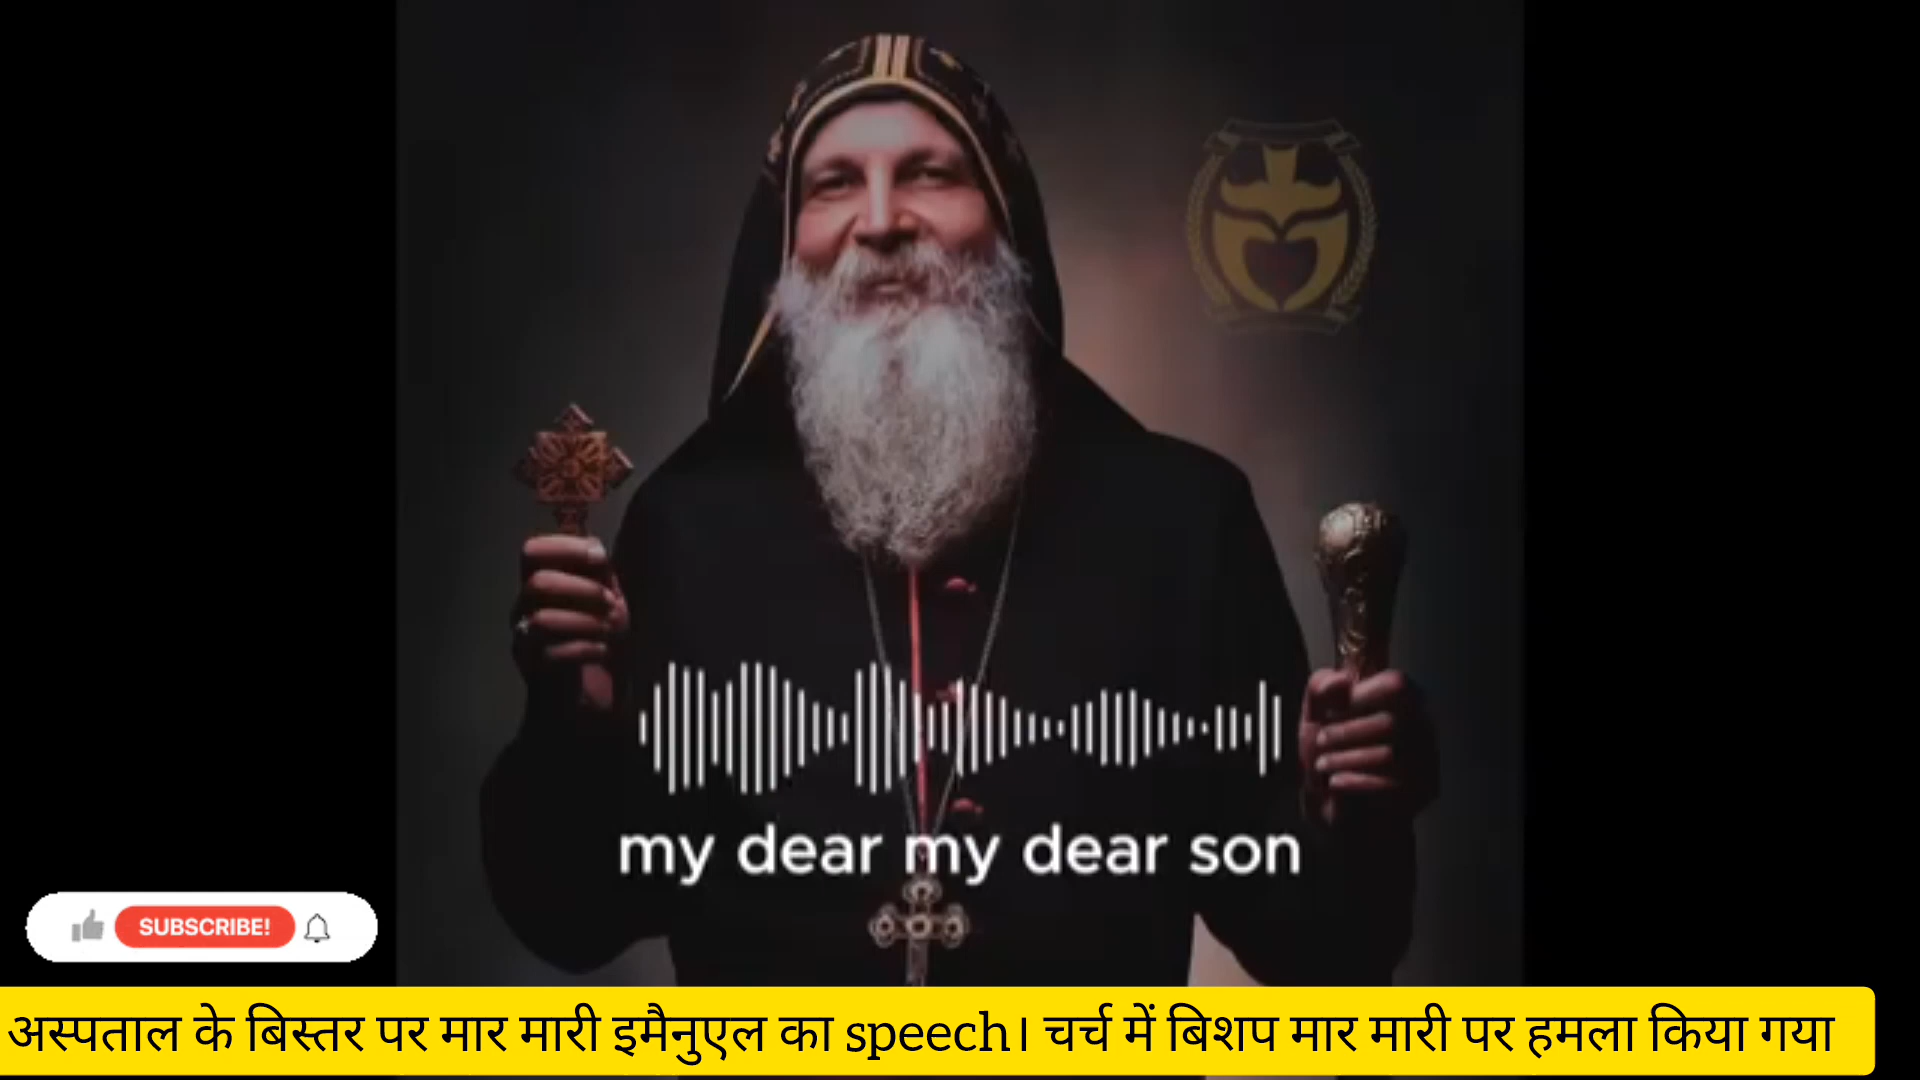 my dear my dear son
SUBSCRIBE!
अस्पताल के बिस्तर पर मार मारी इमैनुएल का speech। चर्च में बिशप मार मारी पर हमला किया गया